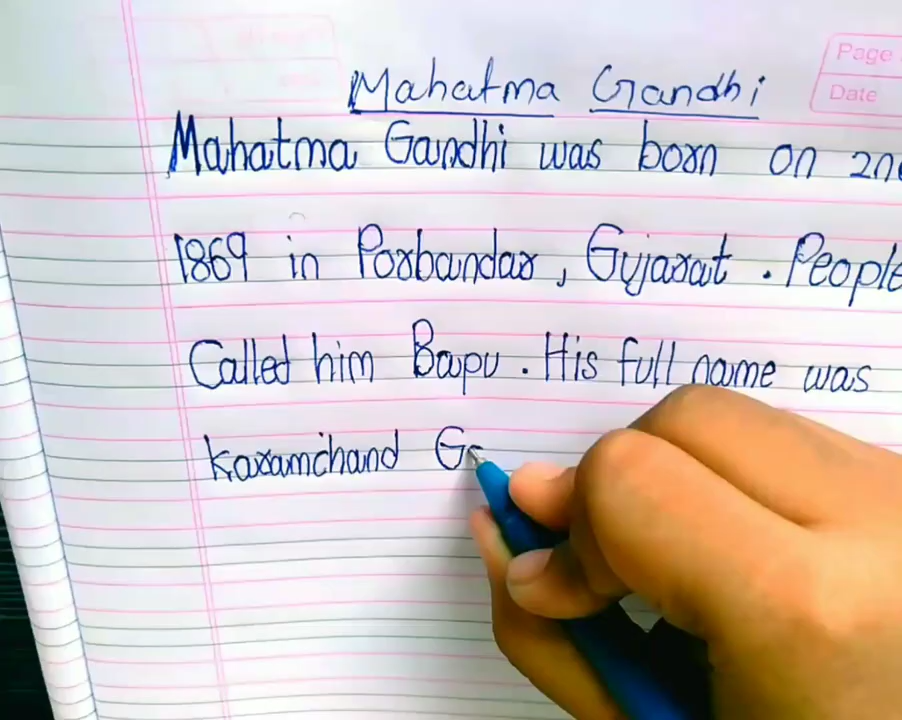 Page
Date
Mahatma Gandhi
Mahatma Gandhi was born on 2n
1869 in Porbandar, Gujarat. People
Called him Bapu. His full name was
Karamchand G